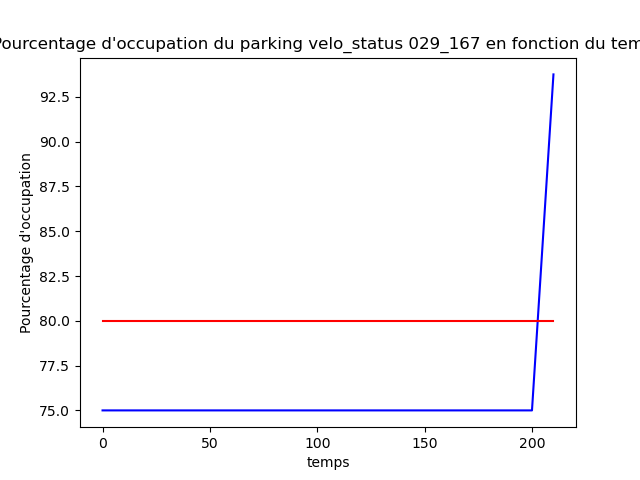 Pourcentage d'occupation du parking velo_status 029_167 en fonction du tem
92.5
90.0
87.5
85.0
82.5
80.0
77.5
75.0
Pourcentage d'occupation
0 50 100 150 200
temps